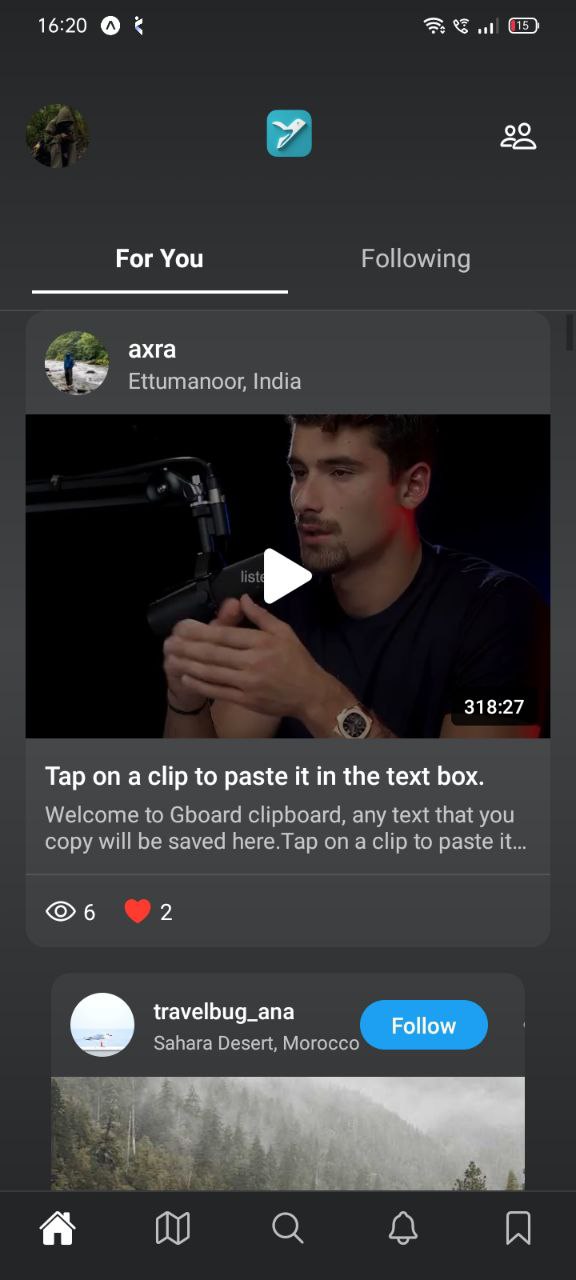 16:20
15
For You
Following
axra
Ettumanoor, India
liste
318:27
Tap on a clip to paste it in the text box.
Welcome to Gboard clipboard, any text that you
copy will be saved here.Tap on a clip to paste it...
6
2
travelbug_ana
Follow
Sahara Desert, Morocco